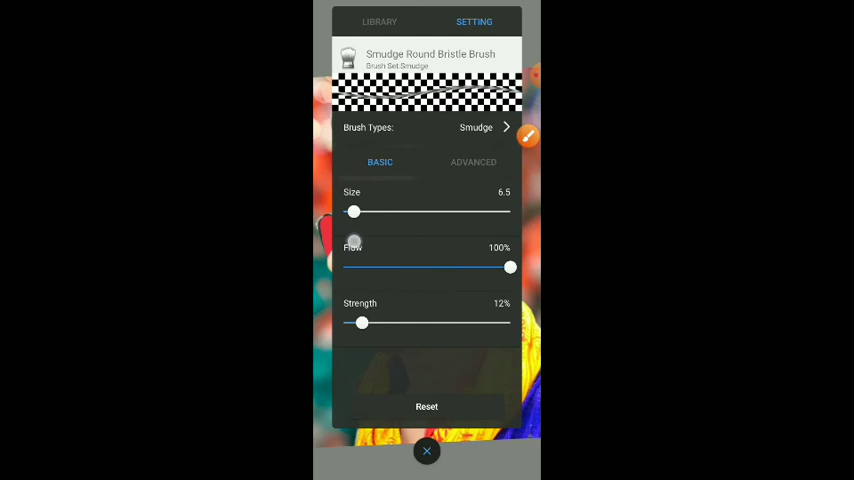 LIBRARY SETTING
Smudge Round Bristle Brush
Brush Set:Smudge
Brush Types: Smudge
BASIC ADVANCED
Size 6.5
Flow 100%
Strength 12%
Reset